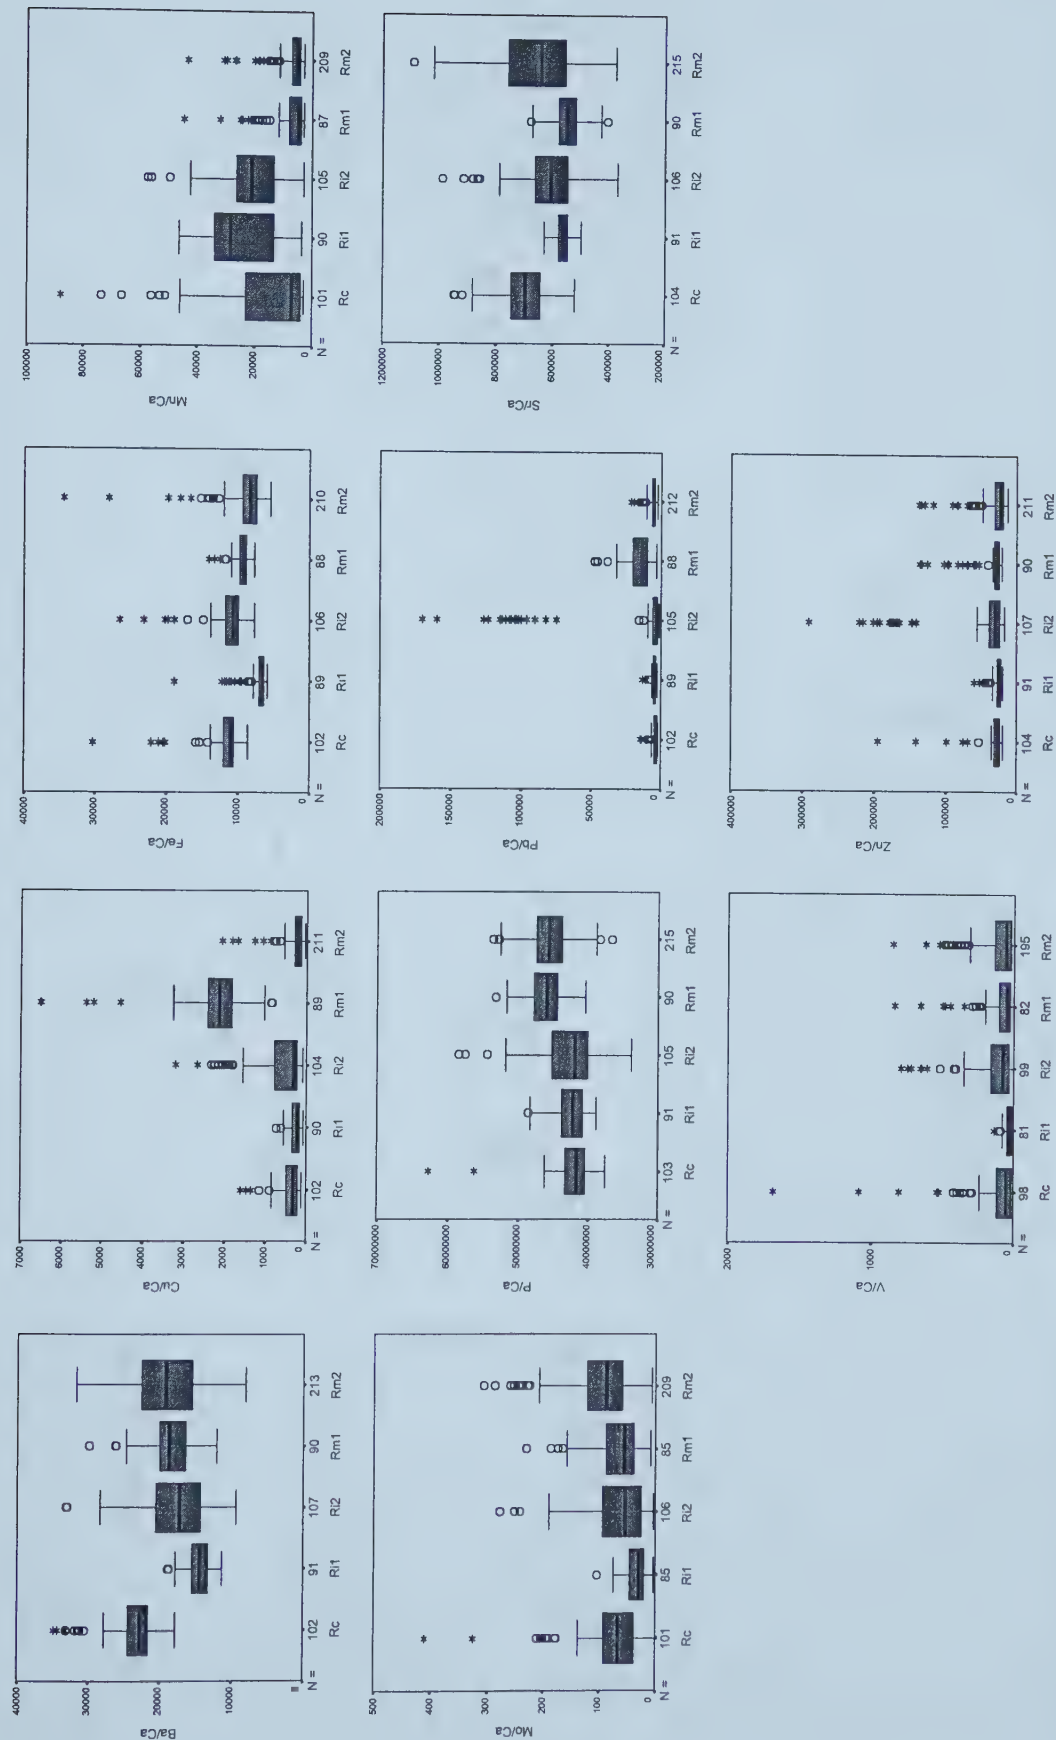 Ba/Ca
40000
30000
20000
10000
N = 102 91 107 90 213
Rc Ri1 Ri2 Rm1 Rm2
Cu/Ca
7000
6000
5000
4000
3000
2000
1000
0
N = 102 90 104 89 211
Rc Ri1 Ri2 Rm1 Rm2
Fe/Ca
40000
30000
20000
10000
0
N = 102 89 106 88 210
Rc Ri1 Ri2 Rm1 Rm2
Mn/Ca
100000
80000
60000
40000
20000
0
N = 101 90 105 87 209
Rc Ri1 Ri2 Rm1 Rm2
Mo/Ca
500
400
300
200
100
0
N = 101 85 106 85 209
Rc Ri1 Ri2 Rm1 Rm2
P/Ca
70000000
60000000
50000000
40000000
30000000
N = 103 91 105 90 215
Rc Ri1 Ri2 Rm1 Rm2
Pb/Ca
200000
150000
100000
50000
0
N = 102 89 105 88 212
Rc Ri1 Ri2 Rm1 Rm2
Sr/Ca
1200000
1000000
800000
600000
400000
200000
N = 104 91 106 90 215
Rc Ri1 Ri2 Rm1 Rm2
V/Ca
2000
1000
0
N = 98 81 99 82 195
Rc Ri1 Ri2 Rm1 Rm2
Zn/Ca
400000
300000
200000
100000
0
N = 104 91 107 90 211
Rc Ri1 Ri2 Rm1 Rm2